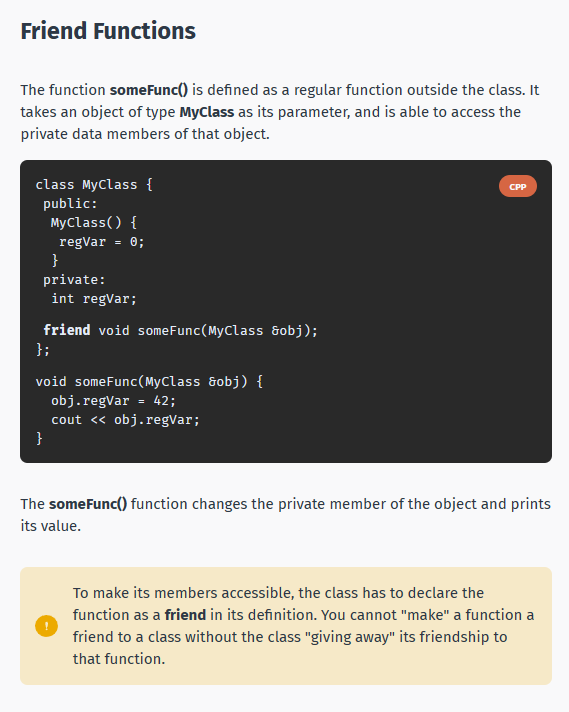 Friend Functions
The function someFunc() is defined as a regular function outside the class. It
takes an object of type MyClass as its parameter, and is able to access the
private data members of that object.
CPP
class MyClass {
 public:
  MyClass() {
   regVar = 0;
  }
 private:
  int regVar;
 friend void someFunc(MyClass &obj);
};
void someFunc(MyClass &obj) {
  obj.regVar = 42;
  cout << obj.regVar;
}
The someFunc() function changes the private member of the object and prints
its value.
!
To make its members accessible, the class has to declare the
function as a friend in its definition. You cannot "make" a function a
friend to a class without the class "giving away" its friendship to
that function.